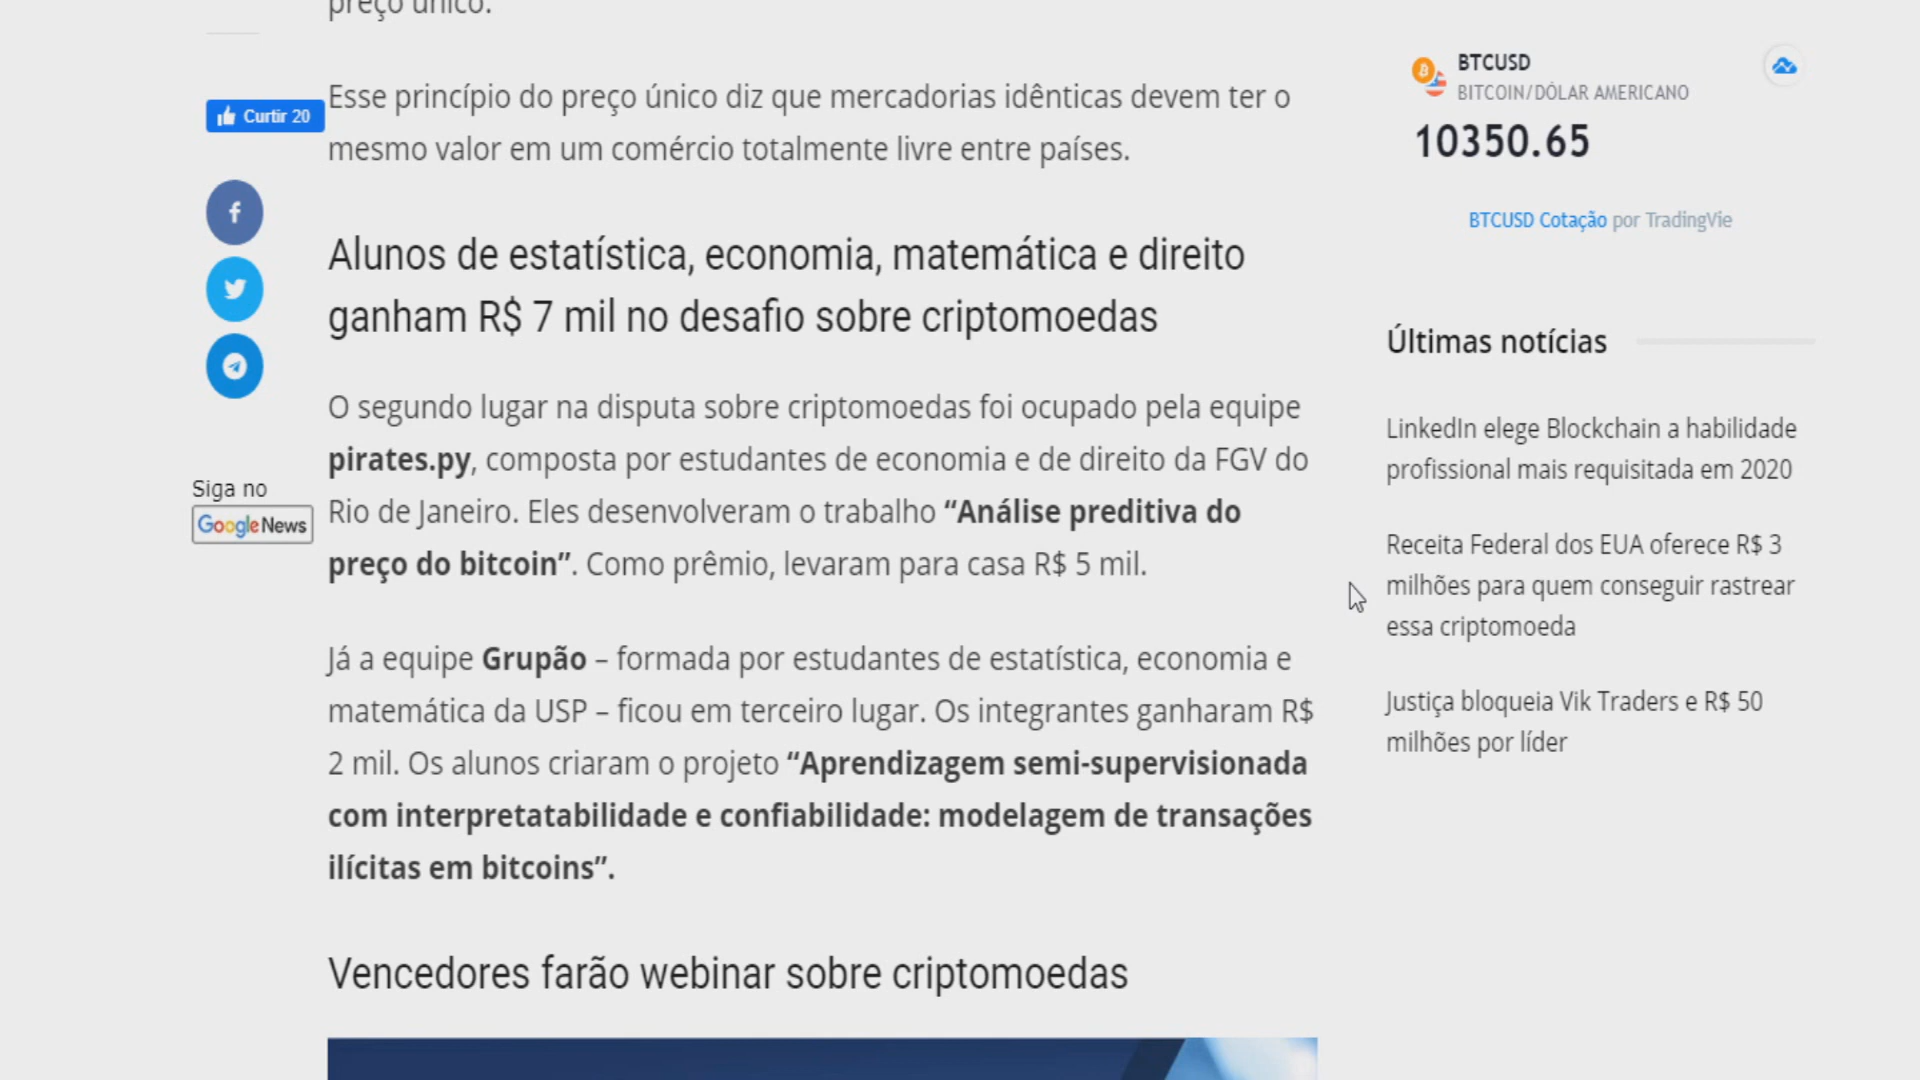 preço único.
Esse princípio do preço único diz que mercadorias idênticas devem ter o
mesmo valor em um comércio totalmente livre entre países.
Alunos de estatística, economia, matemática e direito
ganham R$ 7 mil no desafio sobre criptomoedas
O segundo lugar na disputa sobre criptomoedas foi ocupado pela equipe
pirates.py, composta por estudantes de economia e de direito da FGV do
Rio de Janeiro. Eles desenvolveram o trabalho “Análise preditiva do
preço do bitcoin”. Como prêmio, levaram para casa R$ 5 mil.
Já a equipe Grupão – formada por estudantes de estatística, economia e
matemática da USP – ficou em terceiro lugar. Os integrantes ganharam R$
2 mil. Os alunos criaram o projeto “Aprendizagem semi-supervisionada
com interpretatabilidade e confiabilidade: modelagem de transações
ilícitas em bitcoins”.
Vencedores farão webinar sobre criptomoedas
Curtir 20
Siga no
Google News
BTCUSD
BITCOIN/DÓLAR AMERICANO
10350.65
BTCUSD Cotação por TradingVie
Últimas notícias
LinkedIn elege Blockchain a habilidade
profissional mais requisitada em 2020
Receita Federal dos EUA oferece R$ 3
milhões para quem conseguir rastrear
essa criptomoeda
Justiça bloqueia Vik Traders e R$ 50
milhões por líder